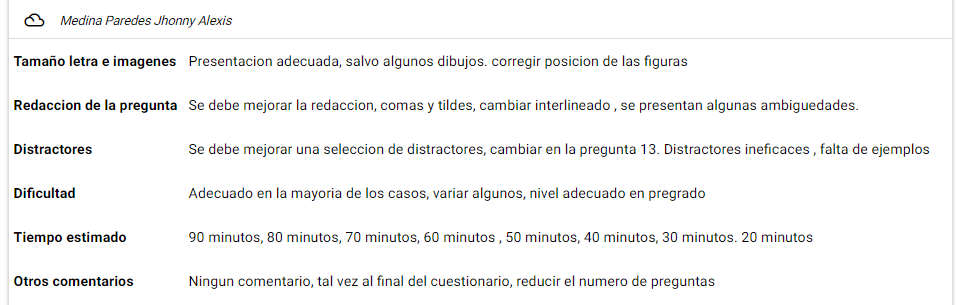 Medina Paredes Jhonny Alexis
Tamaño letra e imagenes Presentacion adecuada, salvo algunos dibujos. corregir posicion de las figuras
Redaccion de la pregunta Se debe mejorar la redaccion, comas y tildes, cambiar interlineado , se presentan algunas ambiguedades.
Distractores Se debe mejorar una seleccion de distractores, cambiar en la pregunta 13. Distractores ineficaces , falta de ejemplos
Dificultad Adecuado en la mayoria de los casos, variar algunos, nivel adecuado en pregrado
Tiempo estimado 90 minutos, 80 minutos, 70 minutos, 60 minutos , 50 minutos, 40 minutos, 30 minutos. 20 minutos
Otros comentarios Ningun comentario, tal vez al final del cuestionario, reducir el numero de preguntas